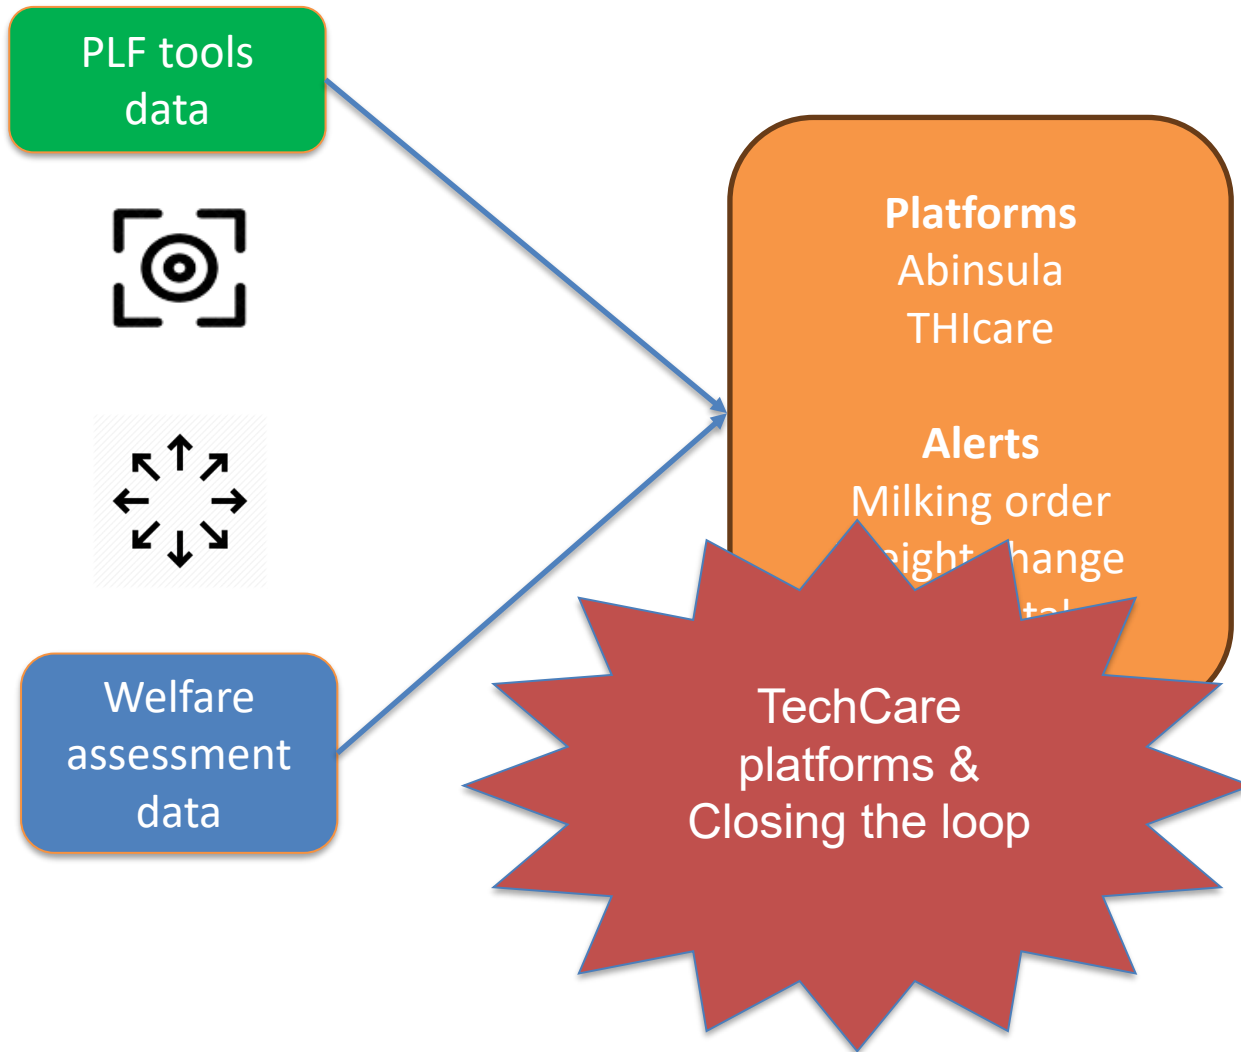 PLF tools
data
Platforms
Abinsula
THIcare
Alerts
Milking order
Welfare
assessment
data
TechCare
platforms &
Closing the loop